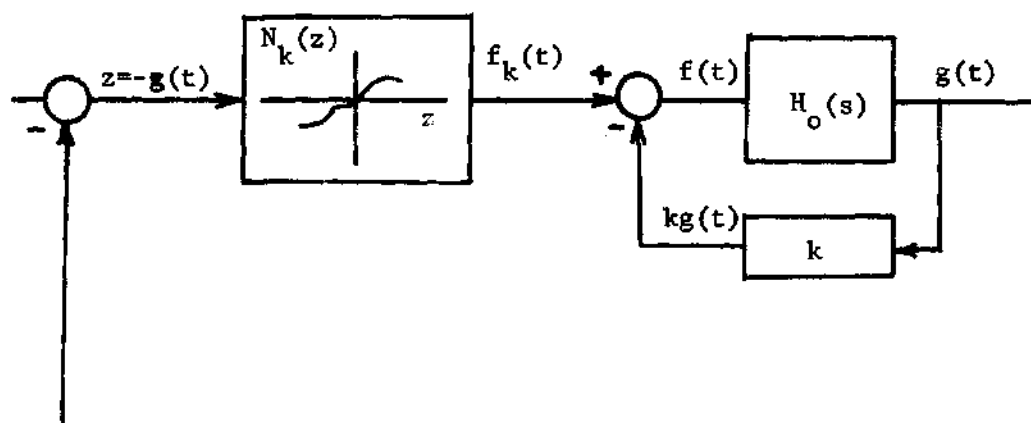 N_k(z)
z=-g(t)
z
f_k(t)
+
-
f(t)
H_o(s)
g(t)
-
kg(t)
k